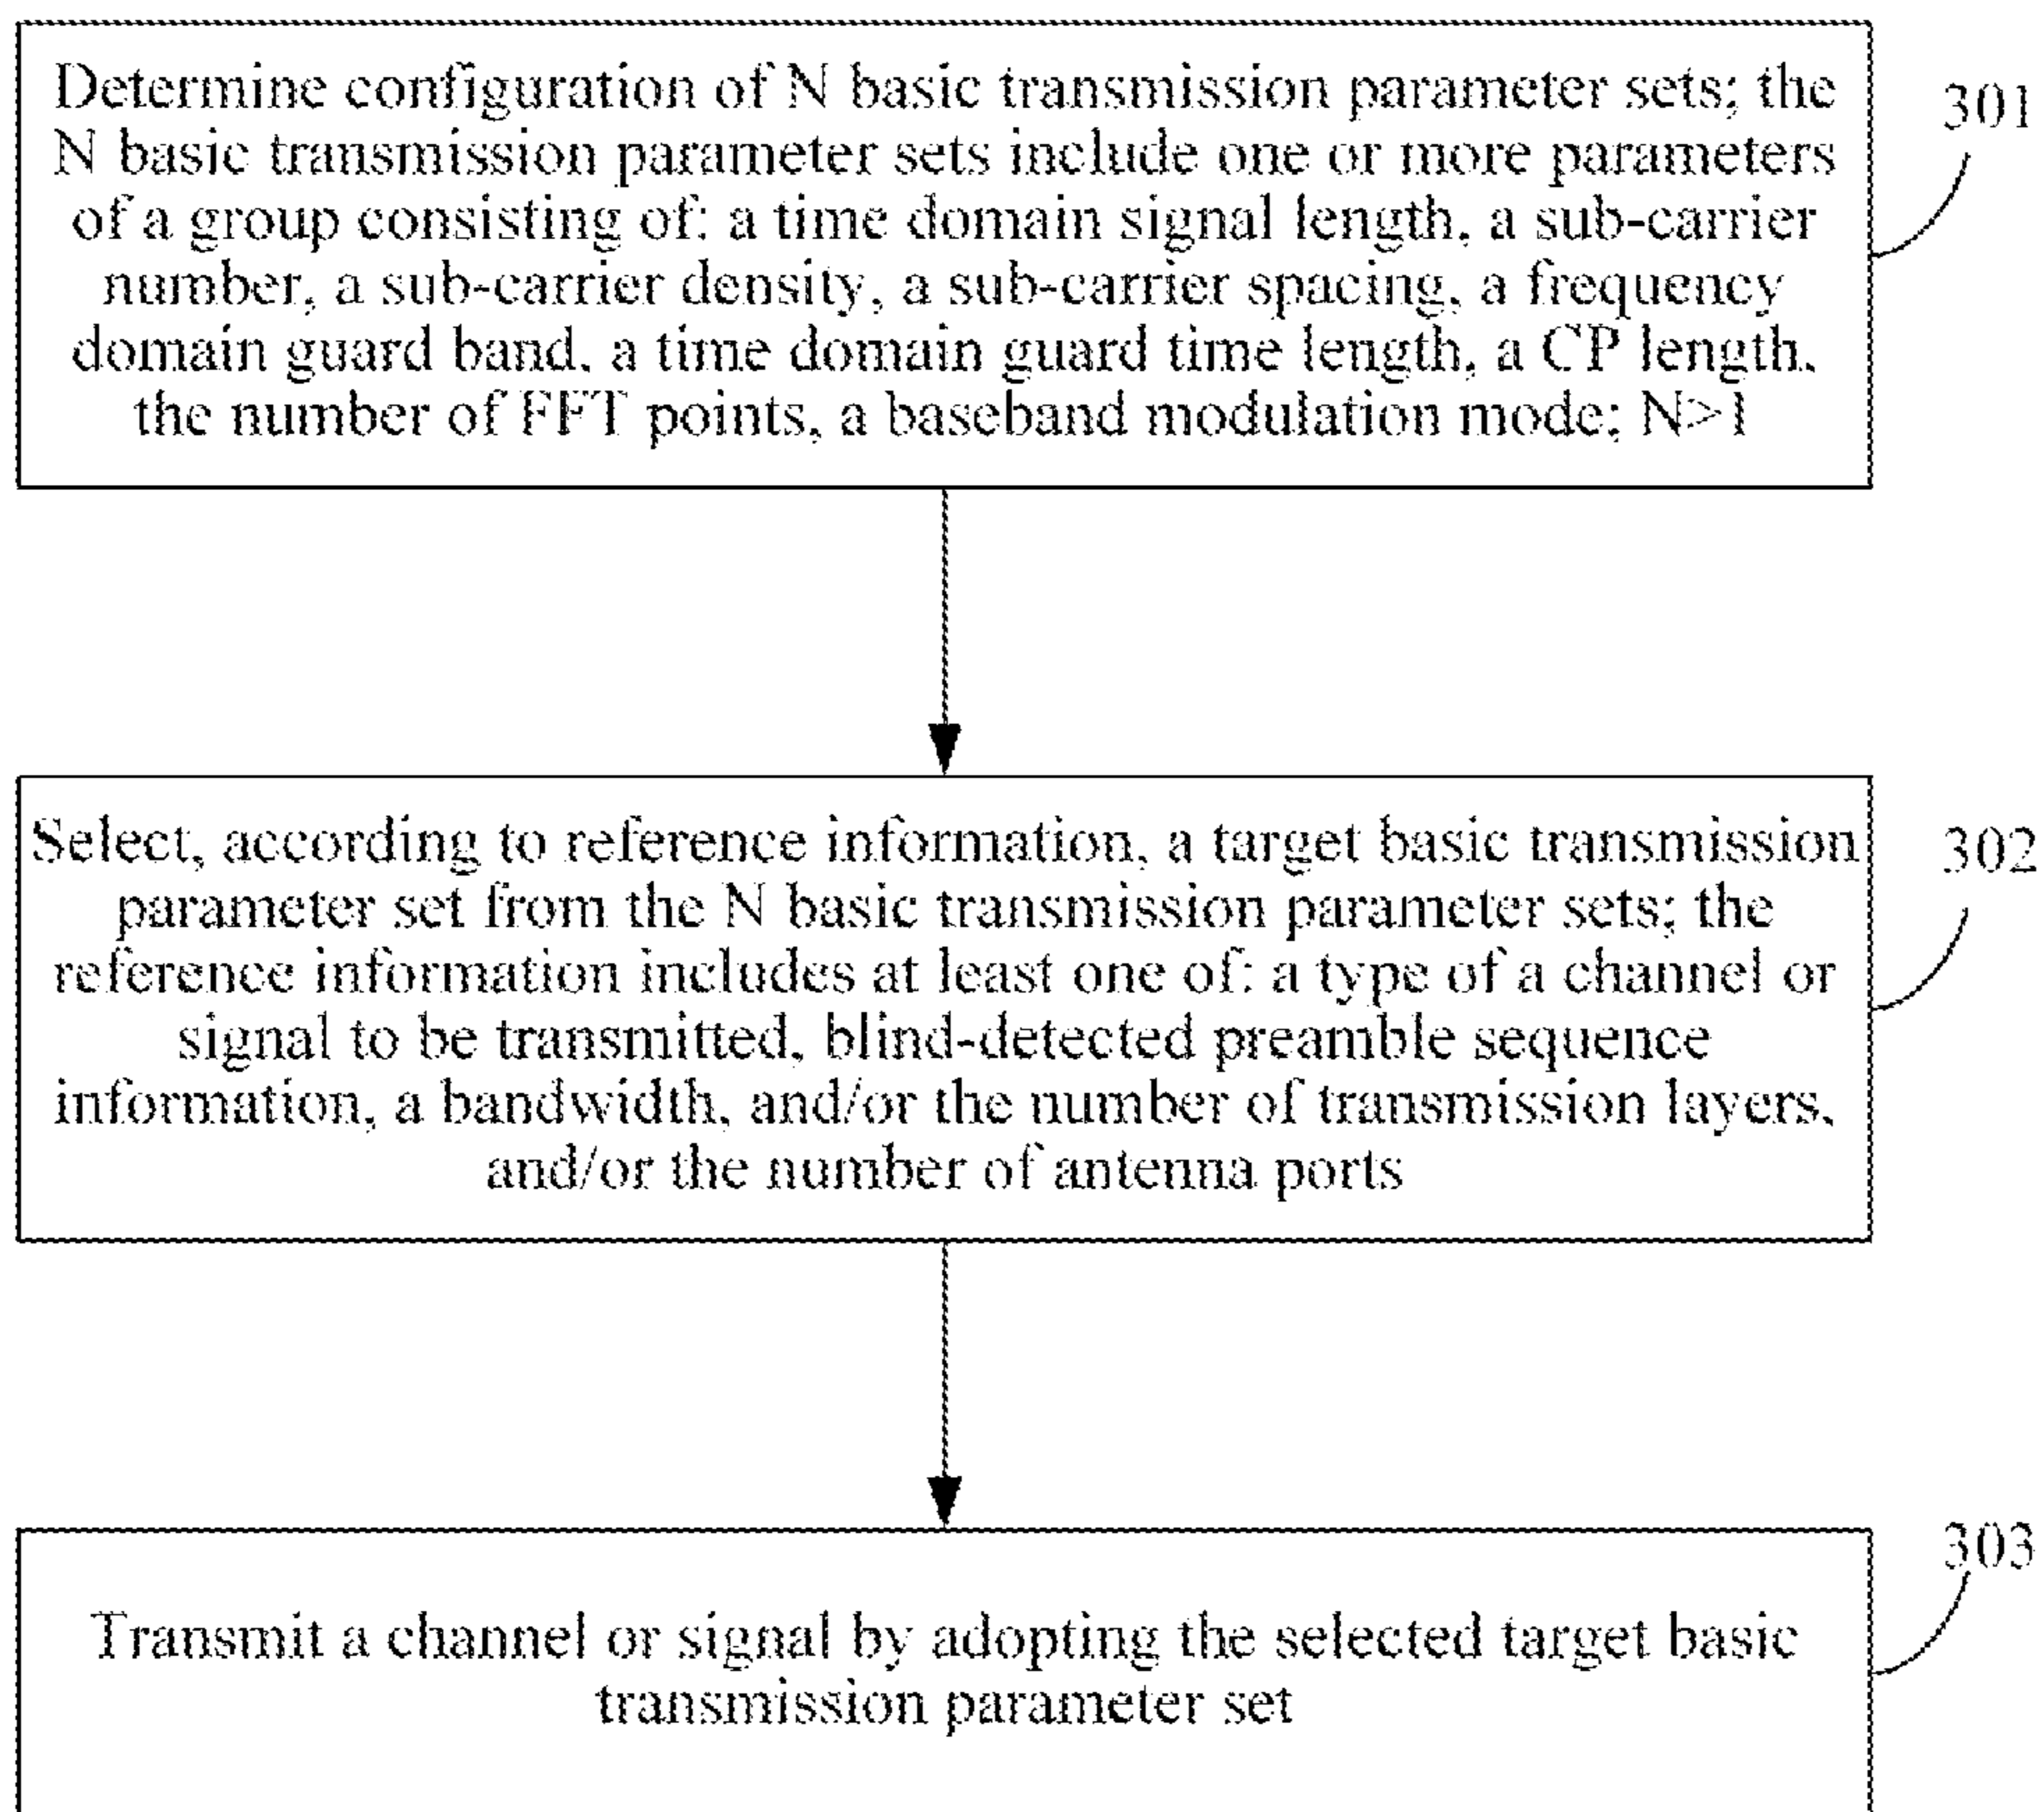 Determine configuration of N basic transmission parameter sets; the
N basic transmission parameter sets include one or more parameters
of a group consisting of: a time domain signal length, a sub-carrier
number, a sub-carrier density, a sub-carrier spacing, a frequency
domain guard band, a time domain guard time length, a CP length,
the number of FFT points, a baseband modulation mode; N>1
301
Select, according to reference information, a target basic transmission
parameter set from the N basic transmission parameter sets; the
reference information includes at least one of: a type of a channel or
signal to be transmitted, blind-detected preamble sequence
information, a bandwidth, and/or the number of transmission layers,
and/or the number of antenna ports
302
Transmit a channel or signal by adopting the selected target basic
transmission parameter set
303